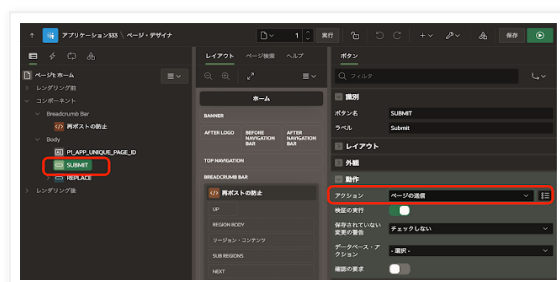 アプリケーション333 \ ページ・デザイナ
1
実行
保存
ページ1: ホーム
レンダリング前
コンポーネント
Breadcrumb Bar
再ポストの防止
Body
P1_APP_UNIQUE_PAGE_ID
SUBMIT
REPLACE
レンダリング後
レイアウト ページ検索 ヘルプ
ホーム
BANNER
AFTER LOGO
BEFORE NAVIGATION BAR
AFTER NAVIGATION BAR
TOP NAVIGATION
BREADCRUMB BAR
再ポストの防止
UP
REGION BODY
リージョン・コンテンツ
SUB REGIONS
NEXT
ボタン
フィルタ
識別
ボタン名 SUBMIT
ラベル Submit
レイアウト
外観
動作
アクション ページの送信
検証の実行
保存されていない変更の警告 チェックしない
データベース・アクション - 選択 -
確認の要求